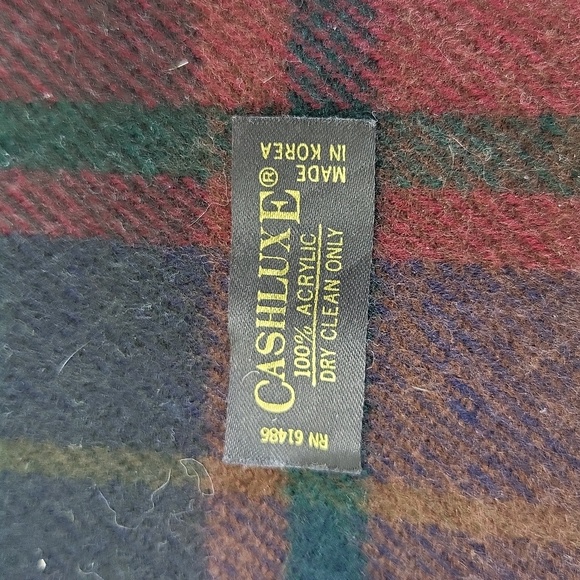 CASHLUXE®
100% ACRYLIC
DRY CLEAN ONLY
MADE
IN KOREA
RN 61486